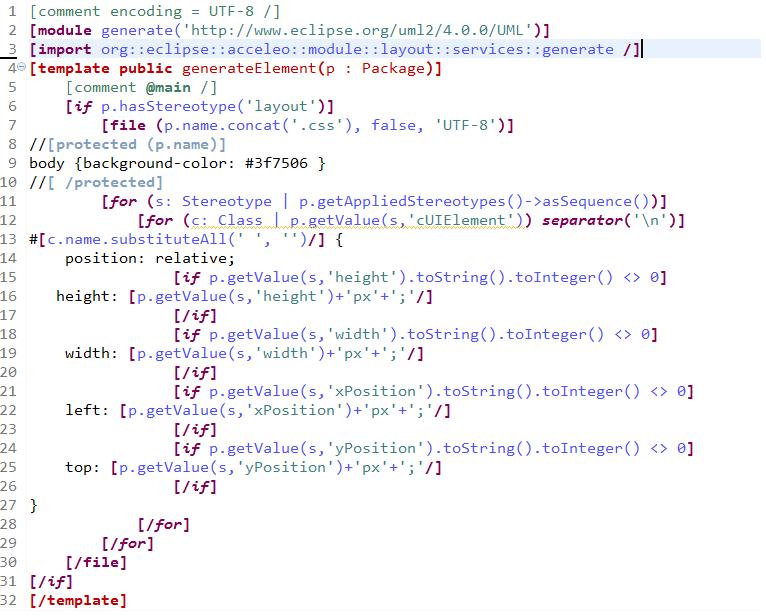 1 [comment encoding = UTF-8 /]
2 [module generate('http://www.eclipse.org/uml2/4.0.0/UML')]
3 [import org::eclipse::acceleo::module::layout::services::generate /]
4 [template public generateElement(p : Package)]
5 [comment @main /]
6 [if p.hasStereotype('layout')]
7 [file (p.name.concat('.css'), false, 'UTF-8')]
8 //[protected (p.name)]
9 body {background-color: #3f7506 }
10 //[ /protected]
11 [for (s: Stereotype | p.getAppliedStereotypes()->asSequence())]
12 [for (c: Class | p.getValue(s,'cUIElement')) separator('\n')]
13 #[c.name.substituteAll(' ', '')/] {
14 position: relative;
15 [if p.getValue(s,'height').toString().toInteger() <> 0]
16 height: [p.getValue(s,'height')+'px'+';'/]
17 [/if]
18 [if p.getValue(s,'width').toString().toInteger() <> 0]
19 width: [p.getValue(s,'width')+'px'+';'/]
20 [/if]
21 [if p.getValue(s,'xPosition').toString().toInteger() <> 0]
22 left: [p.getValue(s,'xPosition')+'px'+';'/]
23 [/if]
24 [if p.getValue(s,'yPosition').toString().toInteger() <> 0]
25 top: [p.getValue(s,'yPosition')+'px'+';'/]
26 [/if]
27 }
28 [/for]
29 [/for]
30 [/file]
31 [/if]
32 [/template]